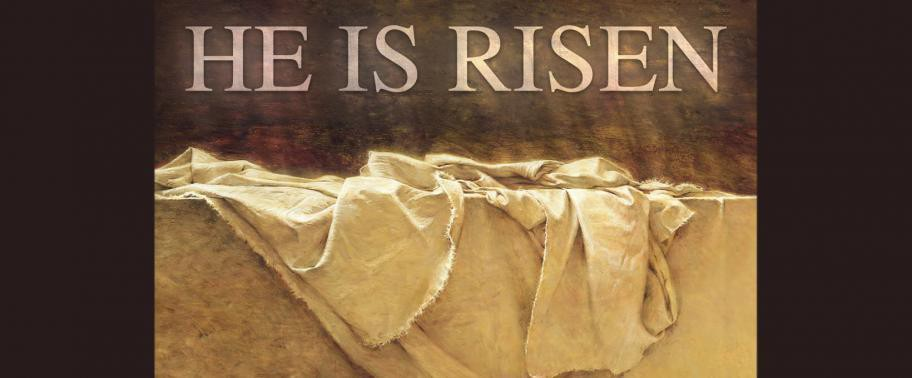 HE IS RISEN